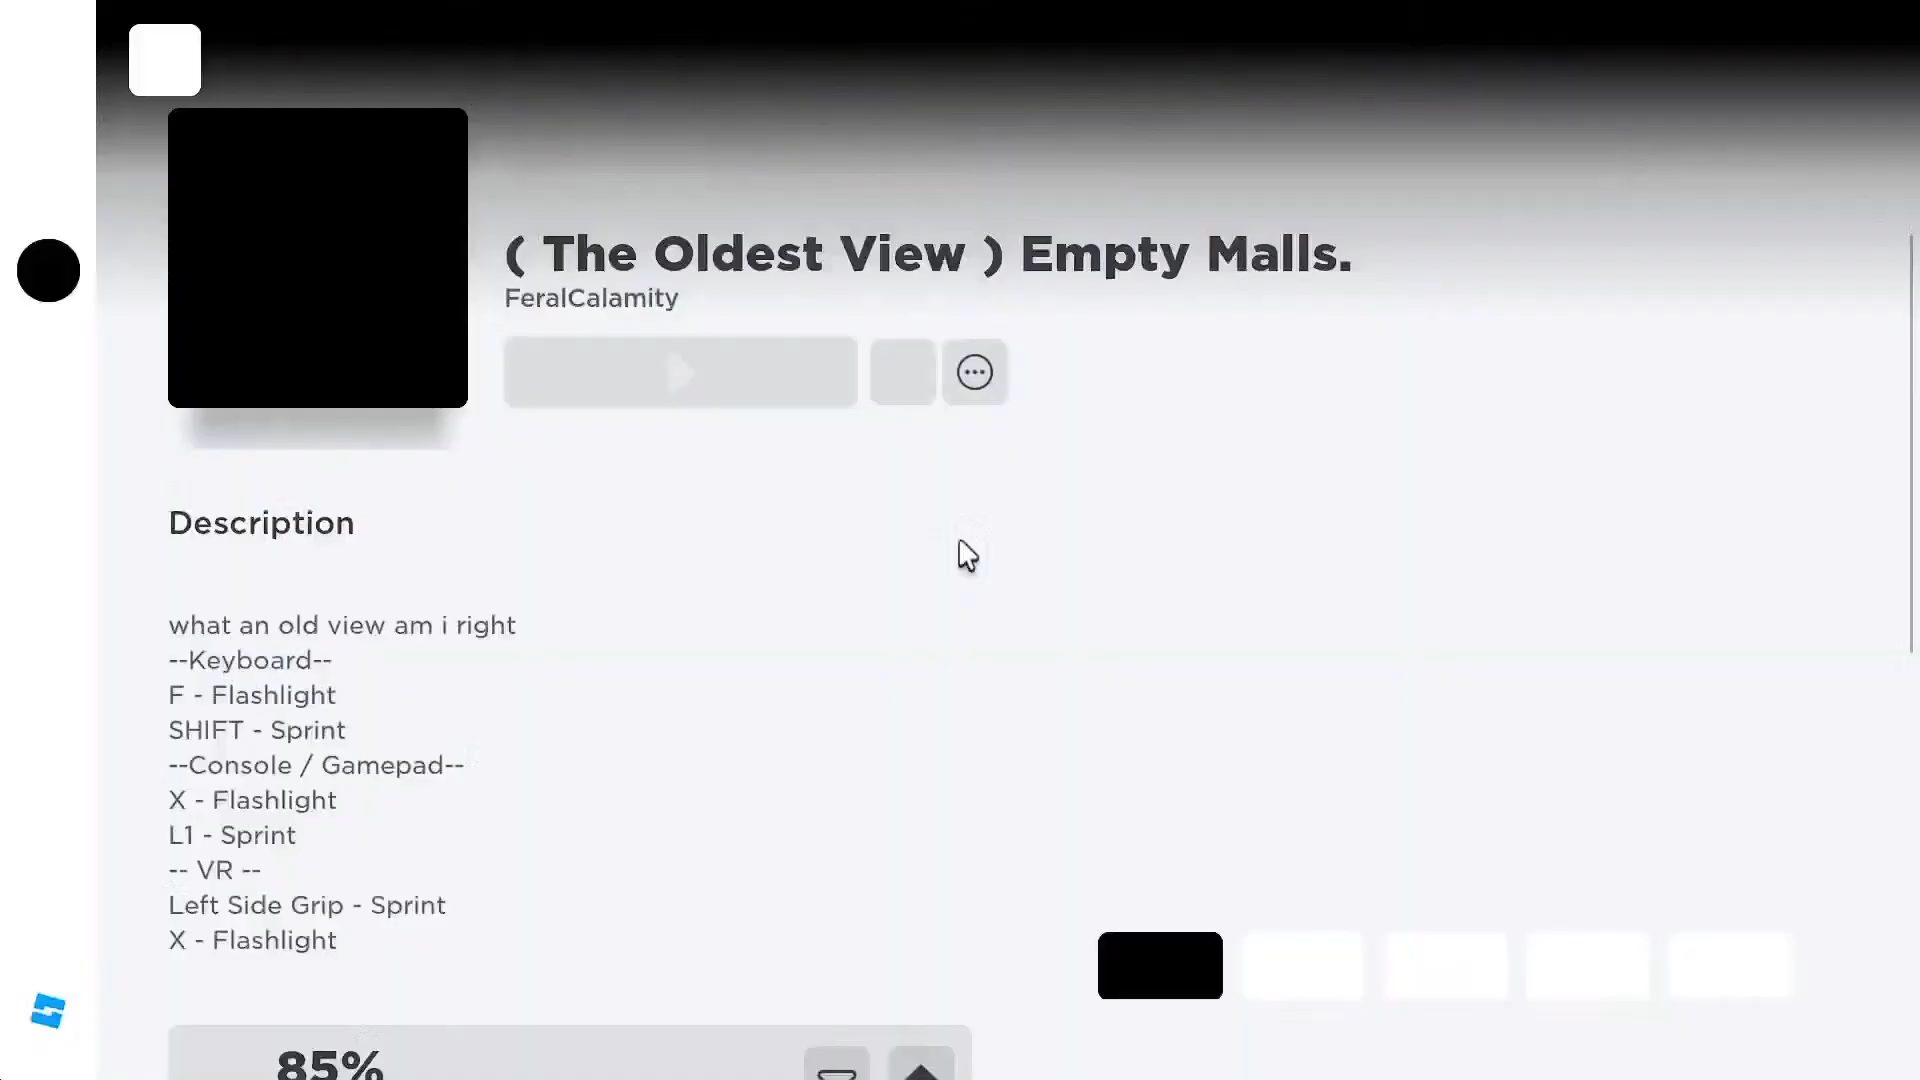 ( The Oldest View ) Empty Malls.
FeralCalamity
Description
what an old view am i right
--Keyboard--
F - Flashlight
SHIFT - Sprint
--Console / Gamepad--
X - Flashlight
L1 - Sprint
-- VR --
Left Side Grip - Sprint
X - Flashlight
85%